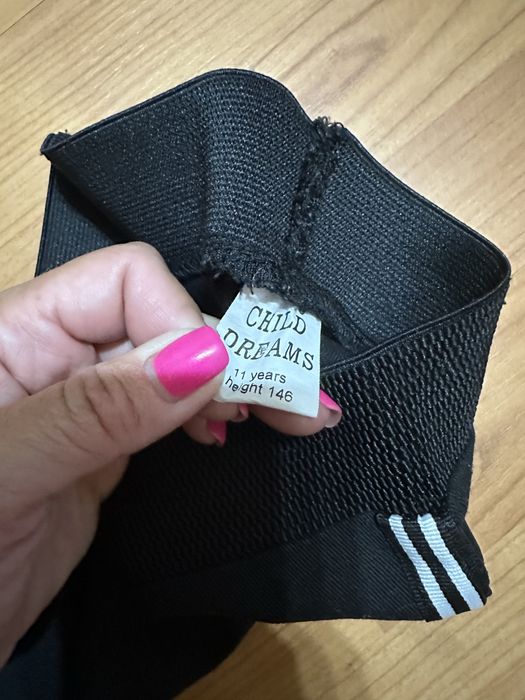 CHILD
DREAMS
11 years
height 146